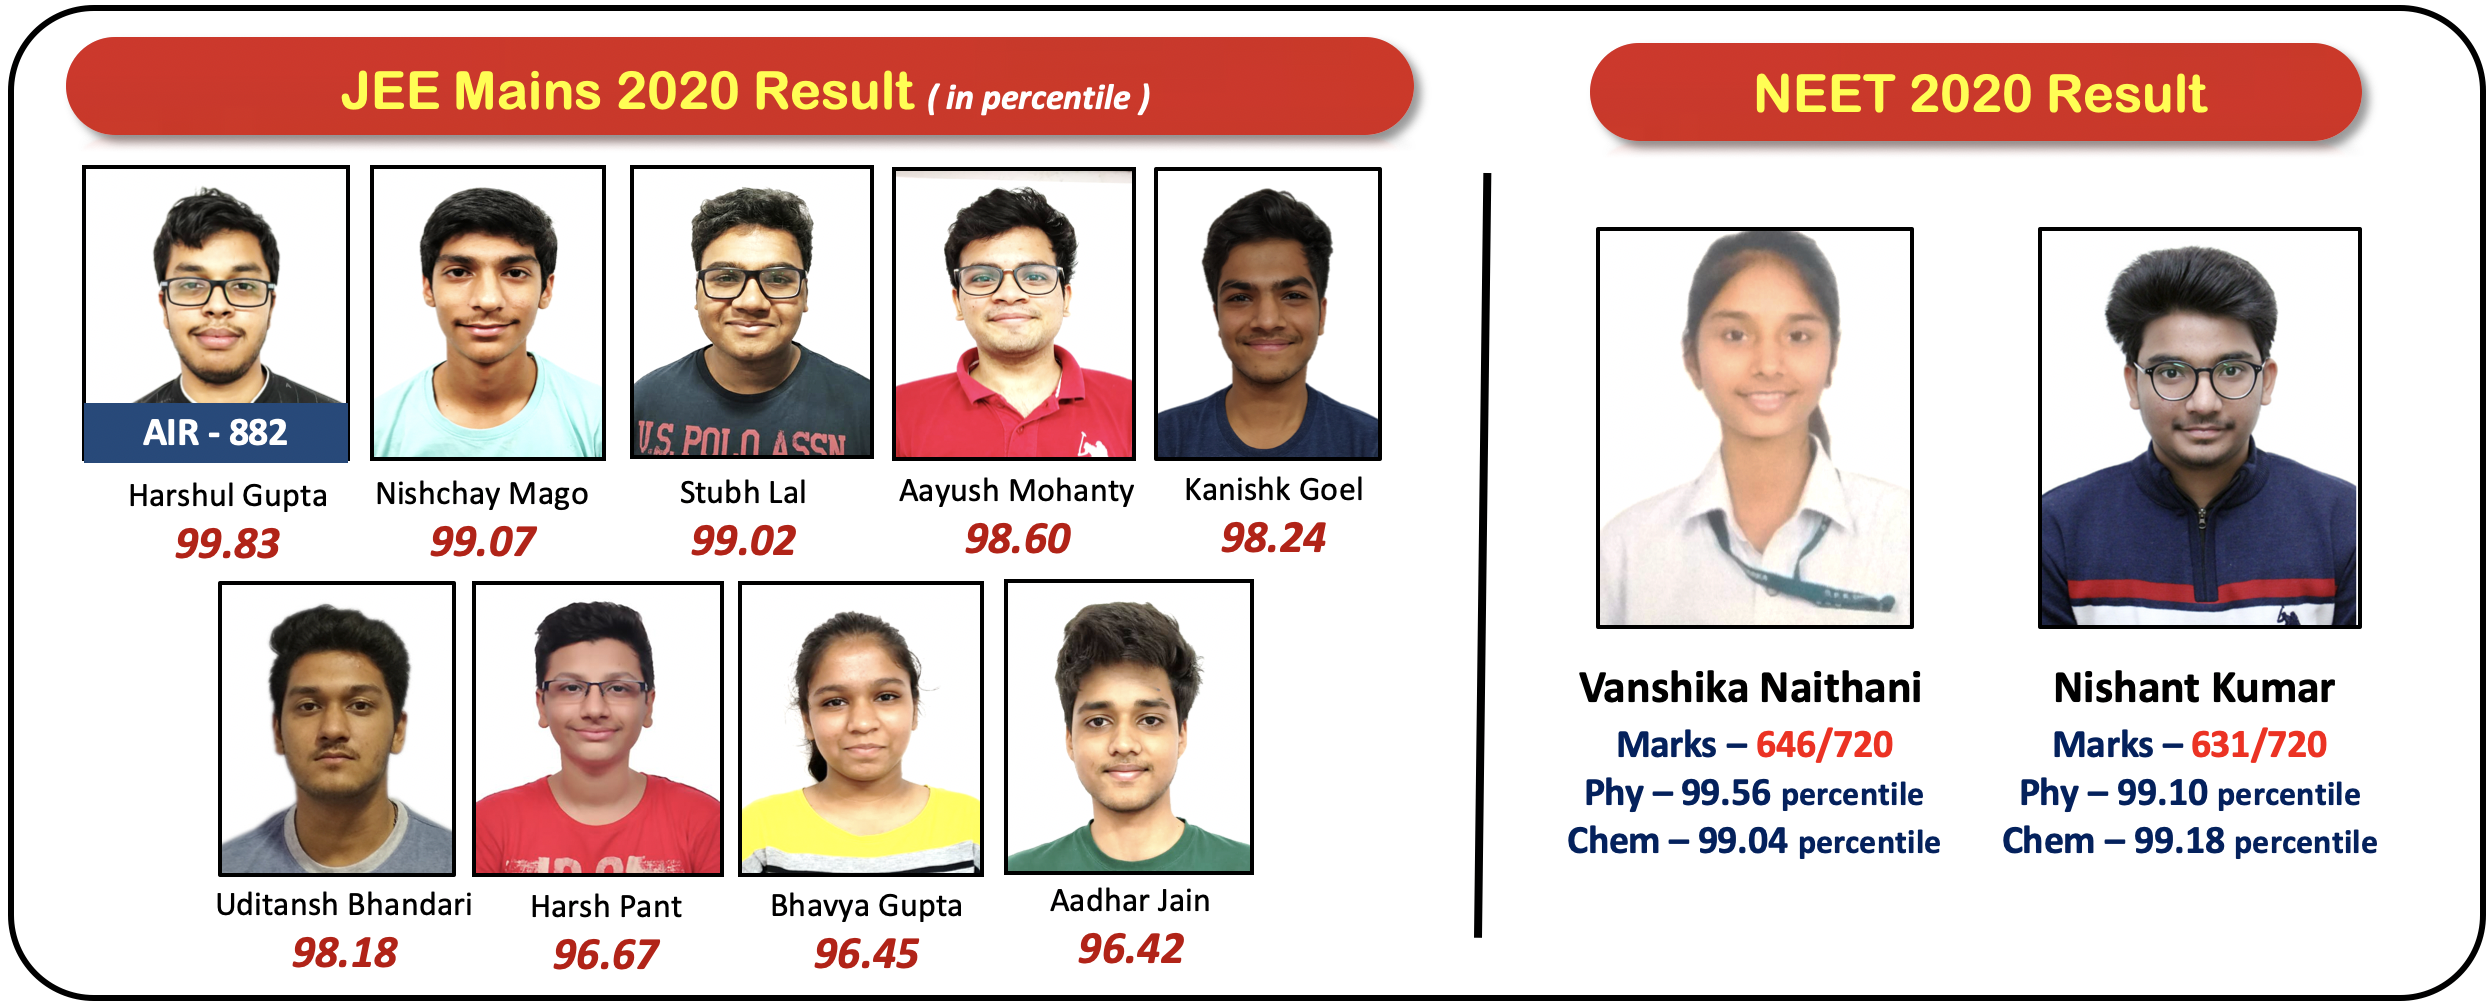 JEE Mains 2020 Result ( in percentile )
NEET 2020 Result
AIR - 882
U.S. POLO ASSN
Harshul Gupta
99.83
Nishchay Mago
99.07
Stubh Lal
99.02
Aayush Mohanty
98.60
Kanishk Goel
98.24
Uditansh Bhandari
98.18
Harsh Pant
96.67
Bhavya Gupta
96.45
Aadhar Jain
96.42
Vanshika Naithani
Marks – 646/720
Phy – 99.56 percentile
Chem – 99.04 percentile
Nishant Kumar
Marks – 631/720
Phy – 99.10 percentile
Chem – 99.18 percentile